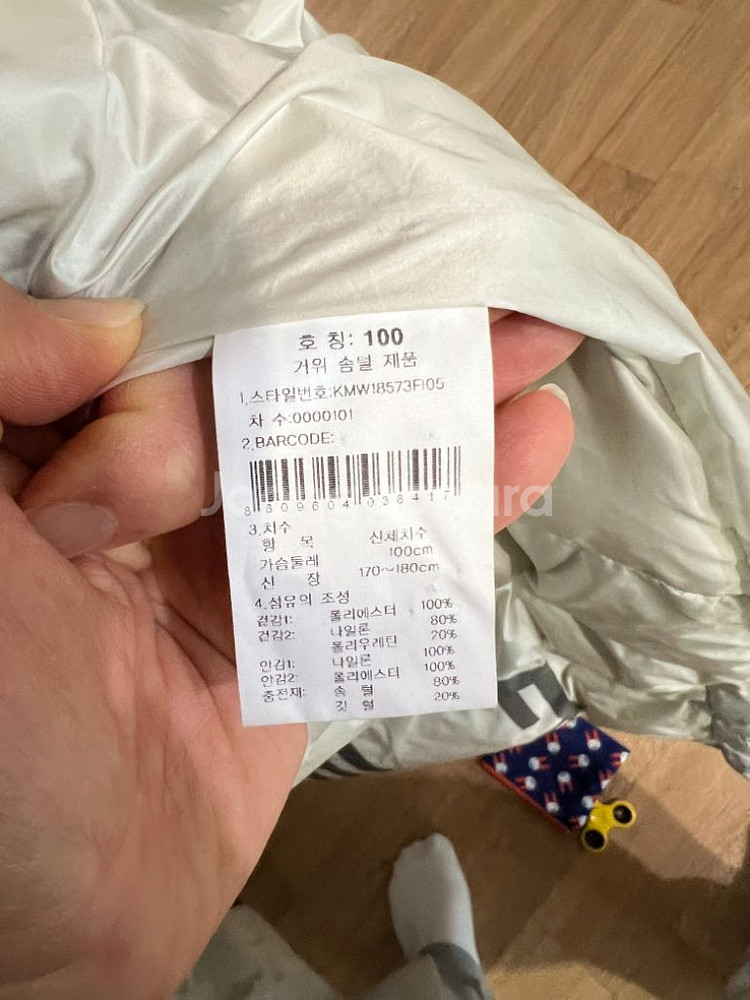 호 칭: 100
거위 솜털 제품
1.스타일번호:KMW18573FI05
차 수:0000101
2.BARCODE:
8 809604 038417
3.치수
항 목 신체치수
가슴둘레 100cm
신 장 170~180cm
4.섬유의 조성
겉감1: 폴리에스터 100%
겉감2: 나일론 80%
폴리우레탄 20%
안감1: 나일론 100%
안감2: 폴리에스터 100%
충전재: 솜 털 80%
깃 털 20%